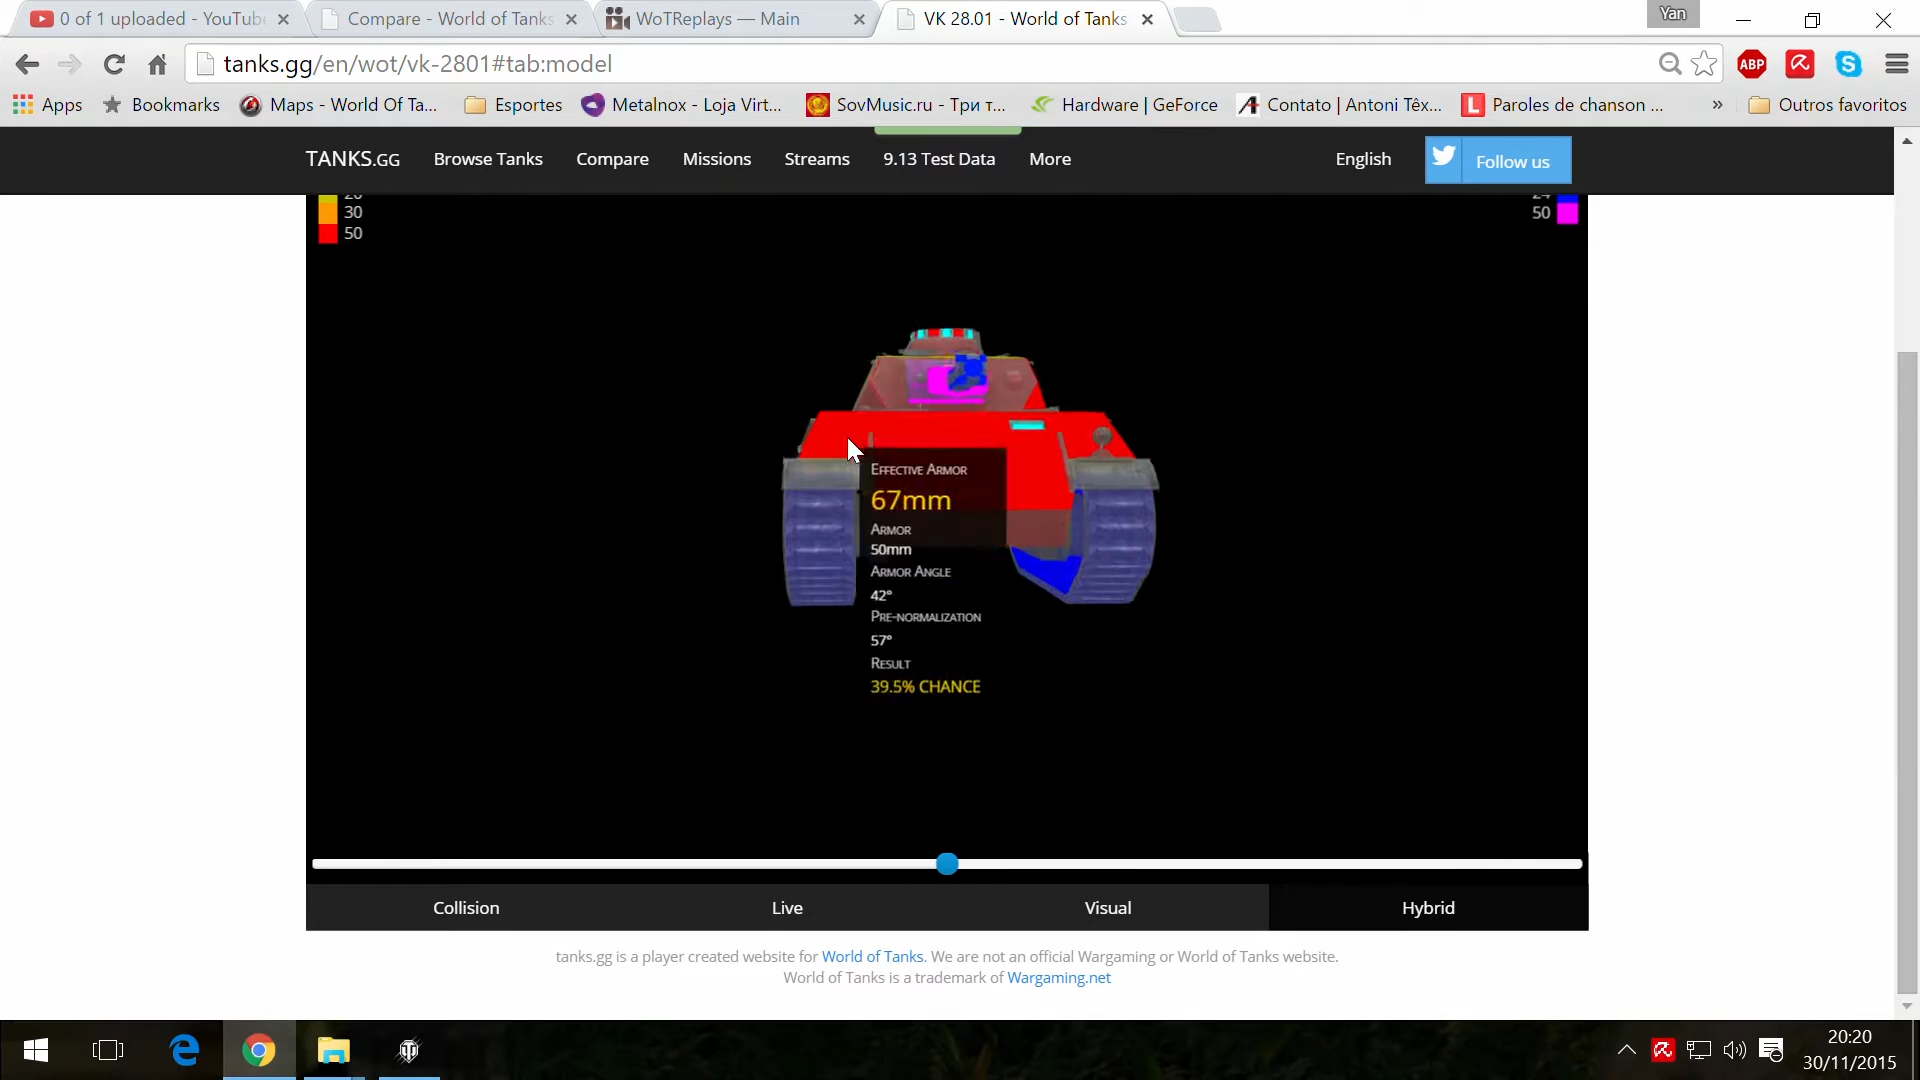 0 of 1 uploaded - YouTub
Compare - World of Tanks
WoTReplays — Main
VK 28.01 - World of Tanks
Yan
tanks.gg/en/wot/vk-2801#tab:model
ABP
Apps
Bookmarks
Maps - World Of Ta...
Esportes
Metalnox - Loja Virt...
SovMusic.ru - Три т...
Hardware | GeForce
Contato | Antoni Têx...
Paroles de chanson ...
»
Outros favoritos
TANKS.GG
Browse Tanks
Compare
Missions
Streams
9.13 Test Data
More
English
Follow us
30
50
50
Effective Armor
67mm
Armor
50mm
Armor Angle
42°
Pre-normalization
57°
Result
39.5% CHANCE
Collision
Live
Visual
Hybrid
tanks.gg is a player created website for World of Tanks. We are not an official Wargaming or World of Tanks website.
World of Tanks is a trademark of Wargaming.net
20:20
30/11/2015